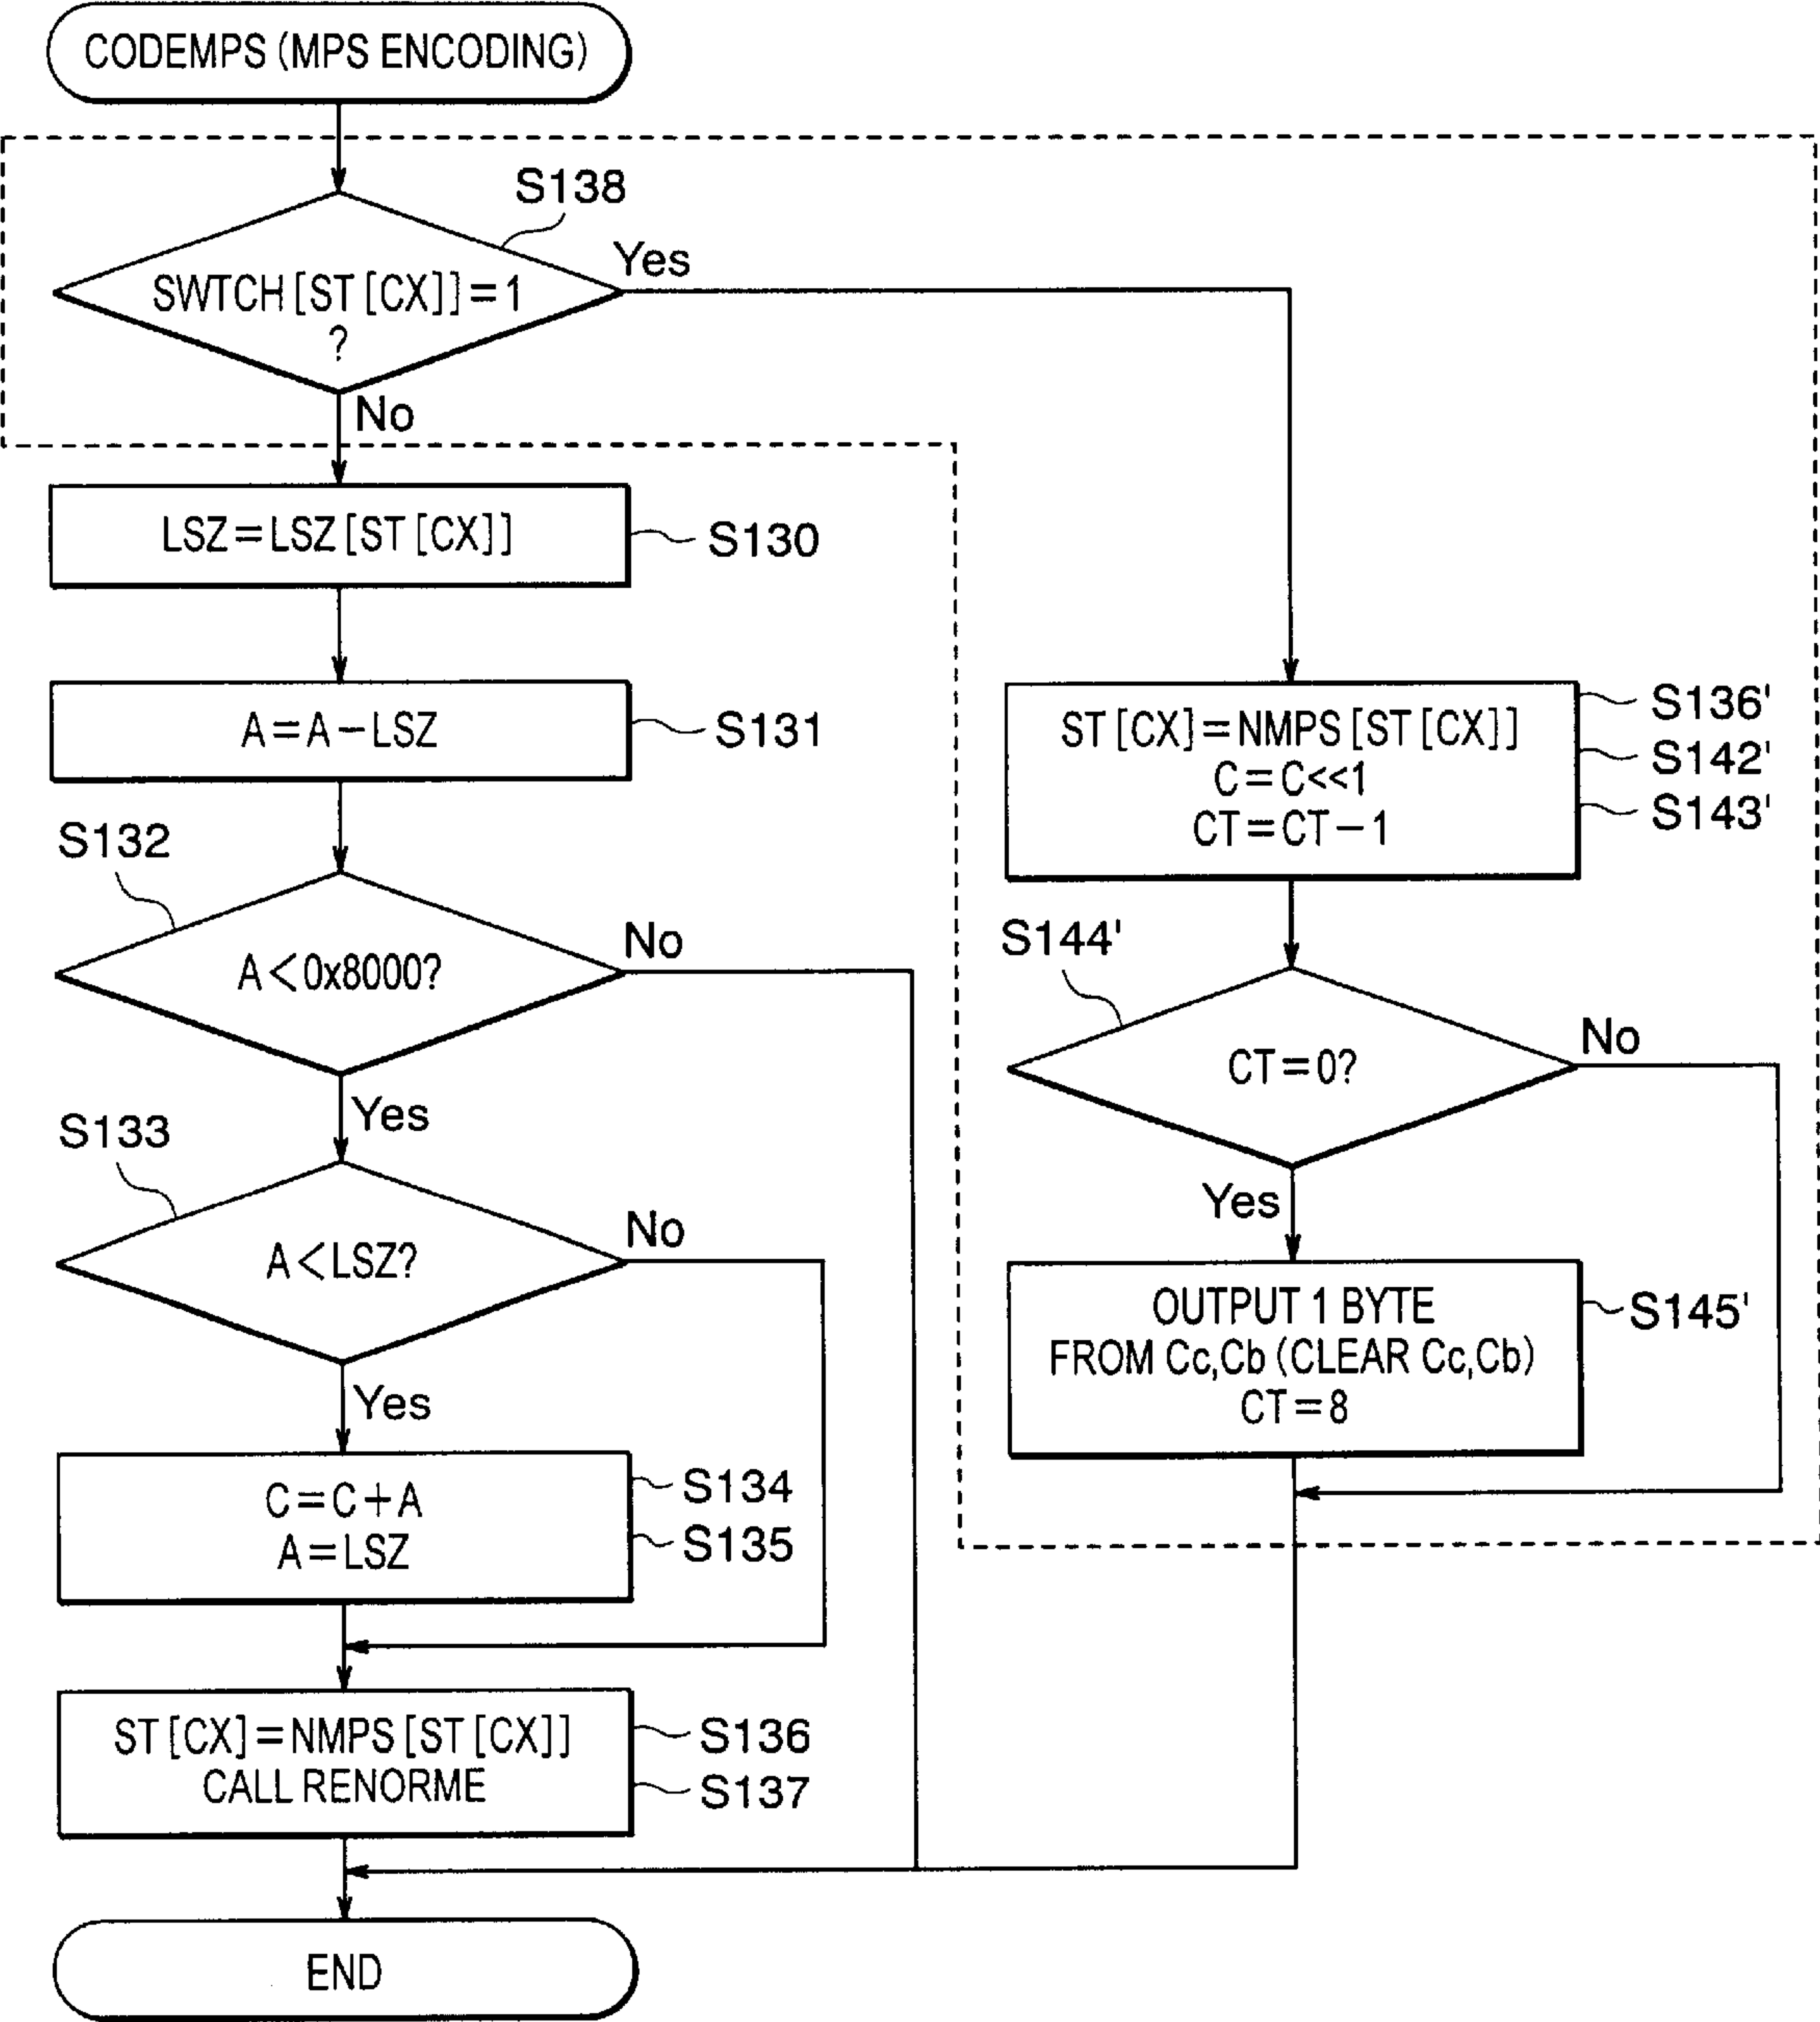 CODEMPS (MPS ENCODING)
S138
SWTCH [ST [CX]] = 1
?
Yes
No
LSZ = LSZ [ST [CX]]
S130
A = A – LSZ
S131
S132
A < 0x8000?
No
Yes
S133
A < LSZ?
No
Yes
C = C + A
A = LSZ
S134
S135
ST [CX] = NMPS [ST [CX]]
CALL RENORME
S136
S137
END
ST [CX] = NMPS [ST [CX]]
C = C<<1
CT = CT – 1
S136'
S142'
S143'
S144'
CT = 0?
No
Yes
OUTPUT 1 BYTE
FROM Cc,Cb (CLEAR Cc,Cb)
CT = 8
S145'